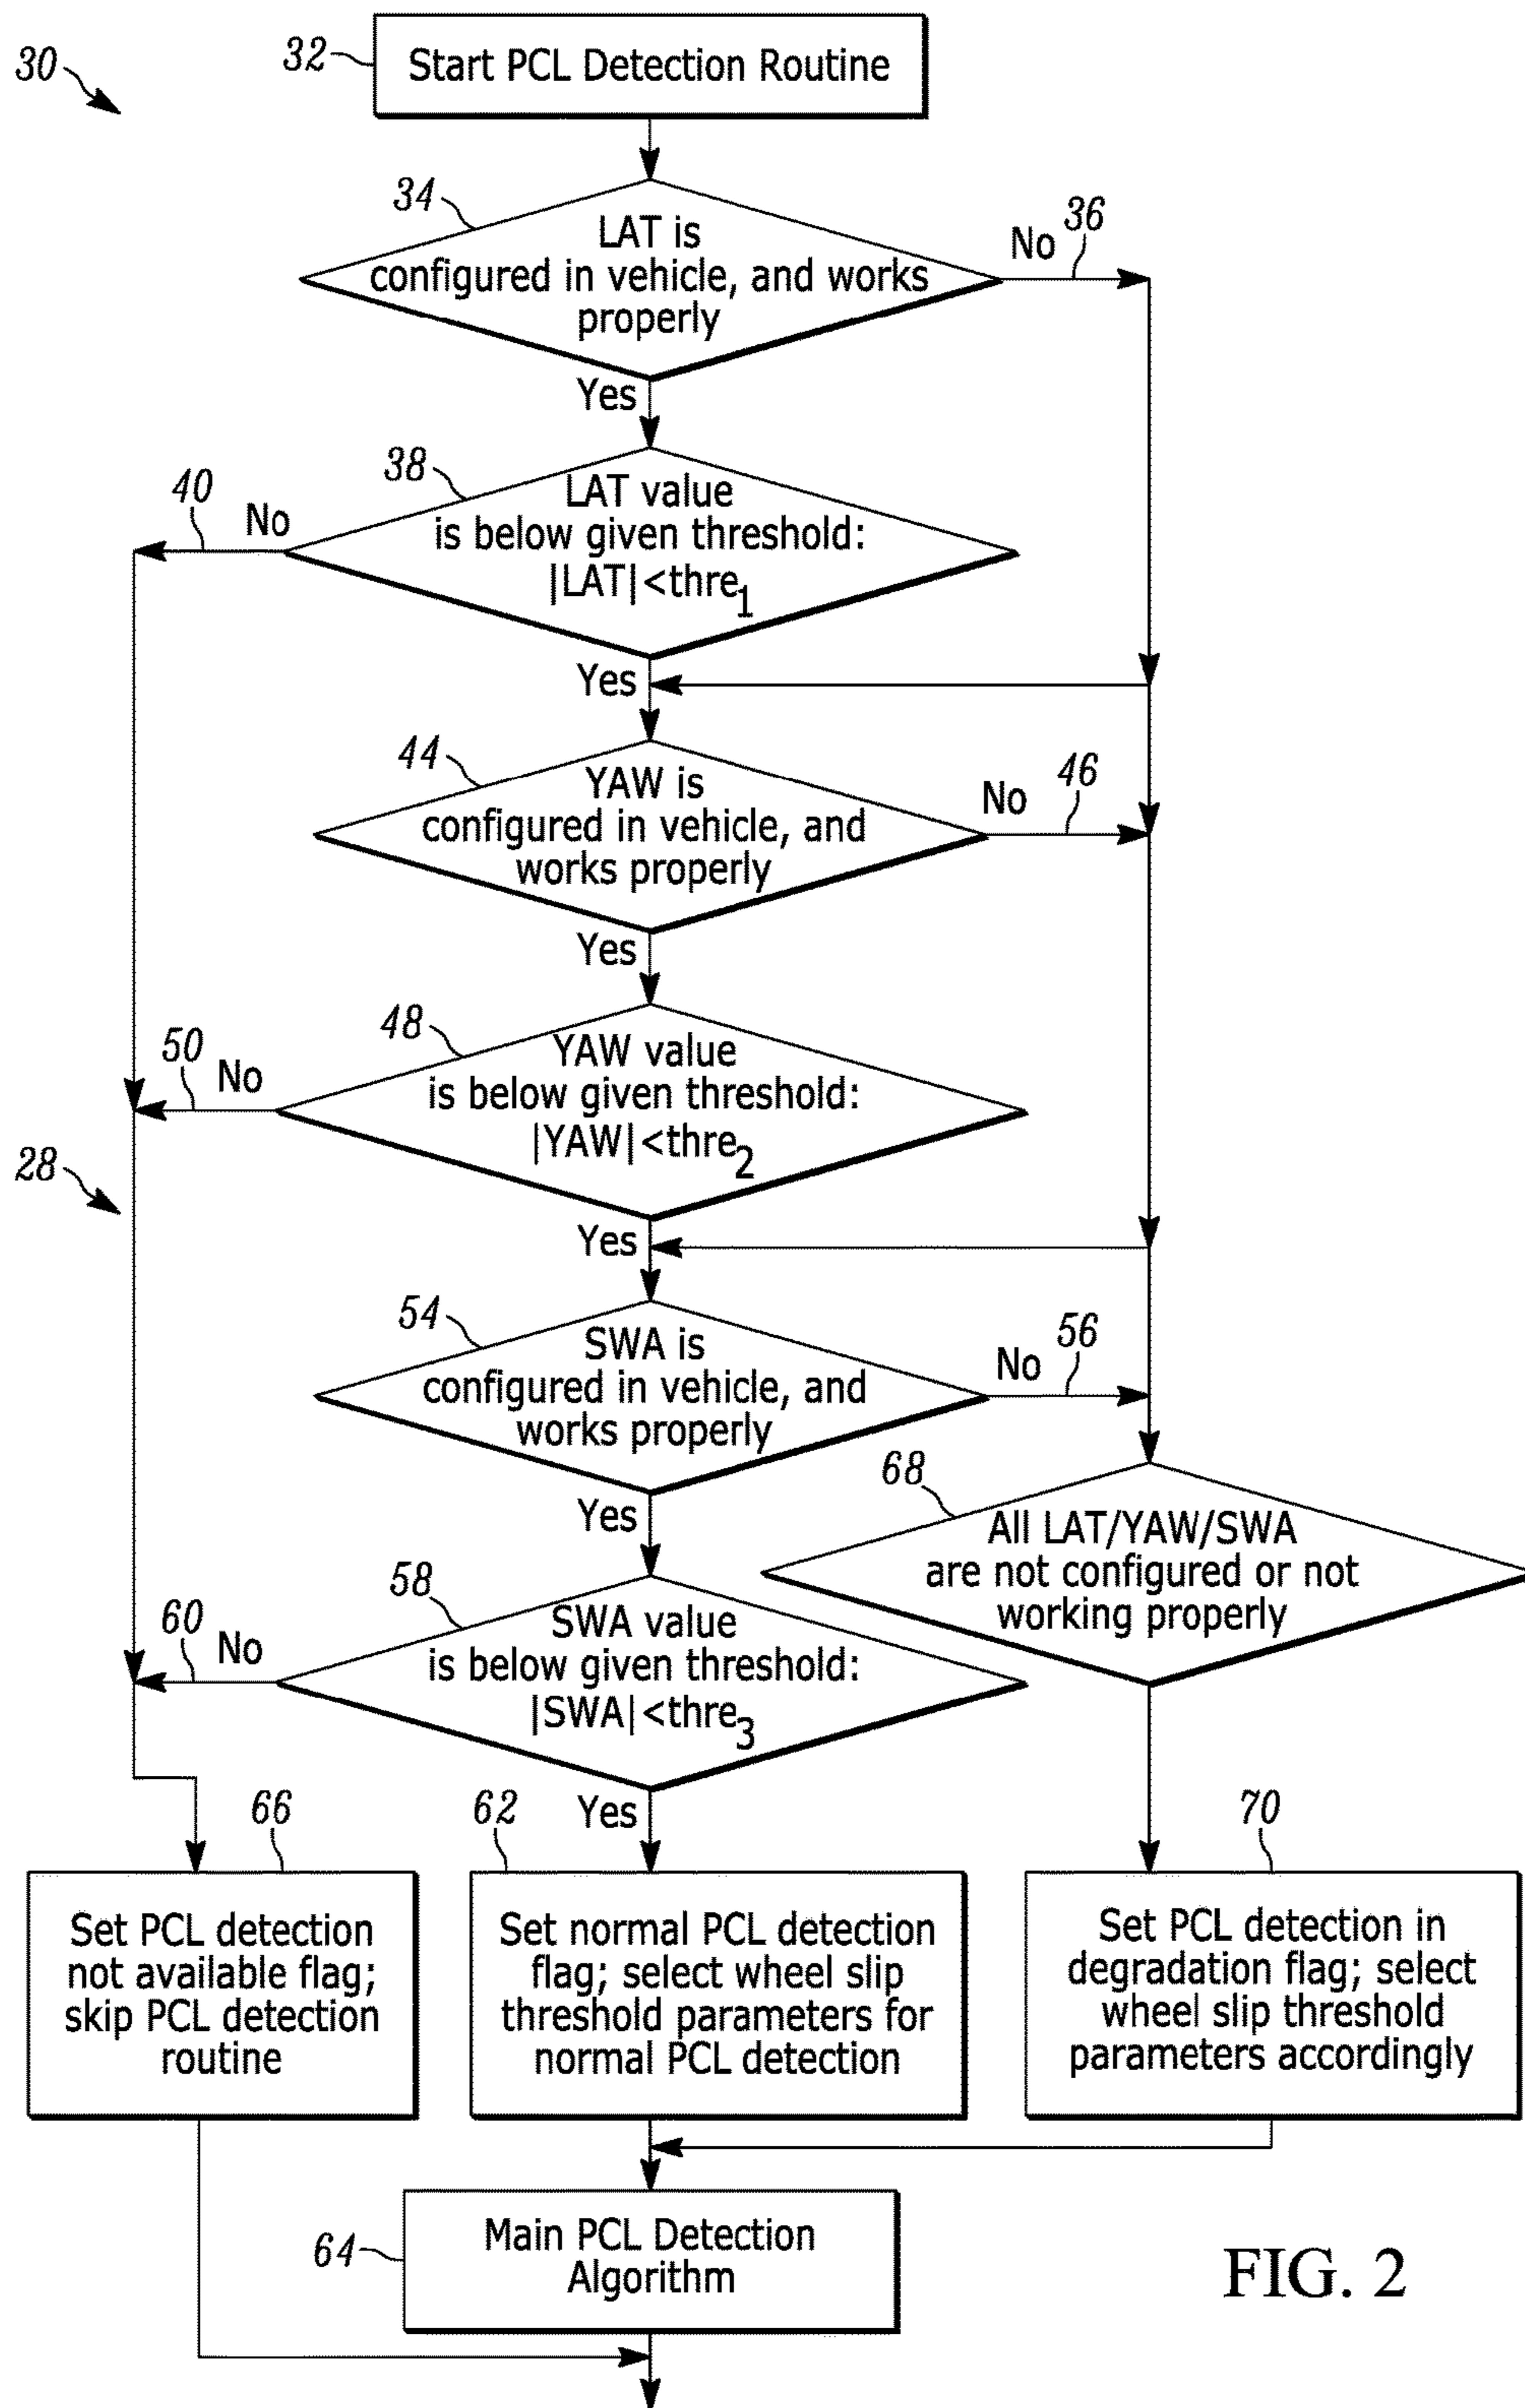 30
32
Start PCL Detection Routine
34
LAT is
configured in vehicle, and works
properly
No
36
Yes
38
LAT value
is below given threshold:
|LAT|<thre1
40
No
Yes
44
YAW is
configured in vehicle, and
works properly
No
46
Yes
48
YAW value
is below given threshold:
|YAW|<thre2
50
No
28
Yes
54
SWA is
configured in vehicle, and
works properly
No
56
Yes
68
All LAT/YAW/SWA
are not configured or not
working properly
58
SWA value
is below given threshold:
|SWA|<thre3
60
No
Yes
66
Set PCL detection
not available flag;
skip PCL detection
routine
62
Set normal PCL detection
flag; select wheel slip
threshold parameters for
normal PCL detection
70
Set PCL detection in
degradation flag; select
wheel slip threshold
parameters accordingly
64
Main PCL Detection
Algorithm
FIG. 2